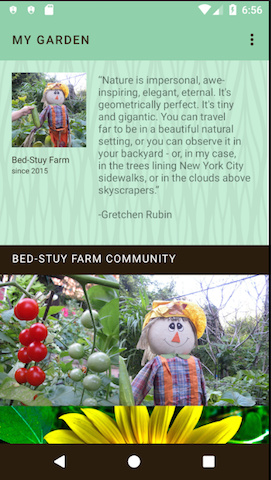 6:56
MY GARDEN
“Nature is impersonal, awe-
inspiring, elegant, eternal. It's
geometrically perfect. It's tiny
and gigantic. You can travel
far to be in a beautiful natural
setting, or you can observe it in
your backyard - or, in my case,
in the trees lining New York City
sidewalks, or in the clouds above
skyscrapers.”
-Gretchen Rubin
Bed-Stuy Farm
since 2015
BED-STUY FARM COMMUNITY